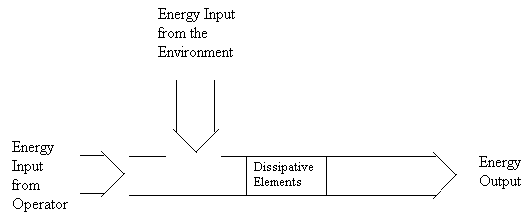 Energy Input
from the
Environment
Energy
Input
from
Operator
Dissipative
Elements
Energy
Output